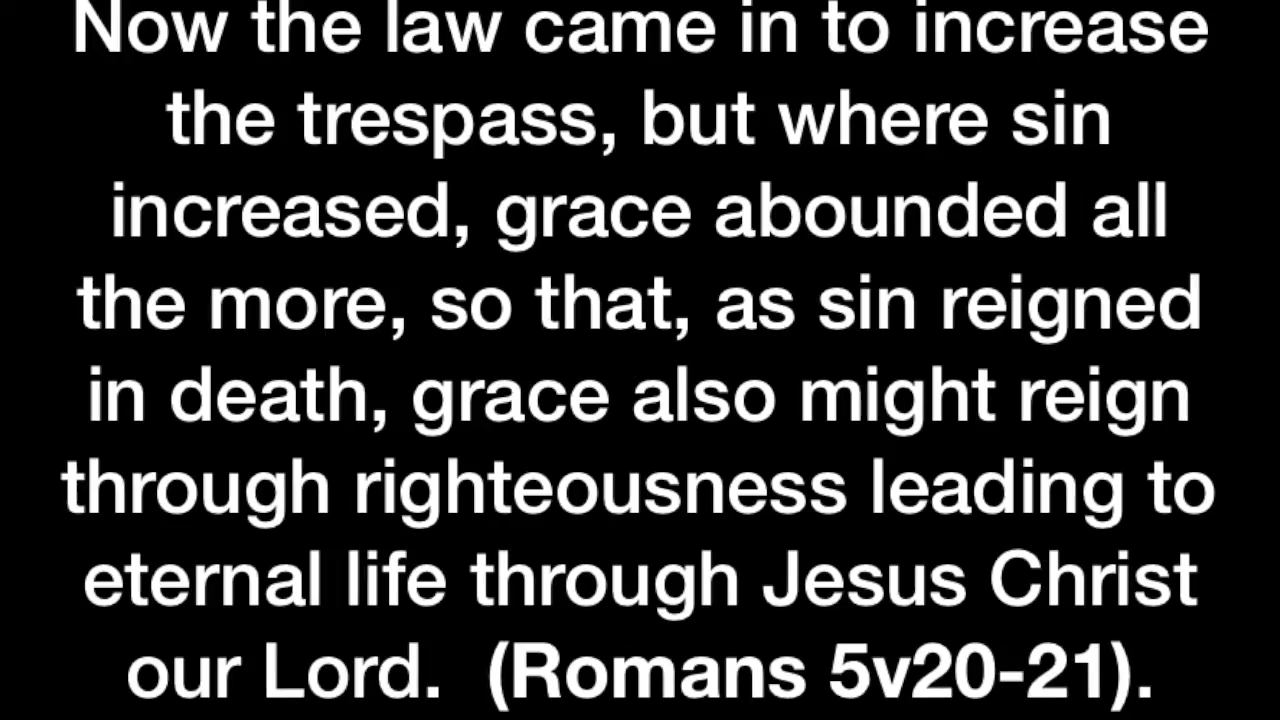 Now the law came in to increase
the trespass, but where sin
increased, grace abounded all
the more, so that, as sin reigned
in death, grace also might reign
through righteousness leading to
eternal life through Jesus Christ
our Lord.  (Romans 5v20-21).